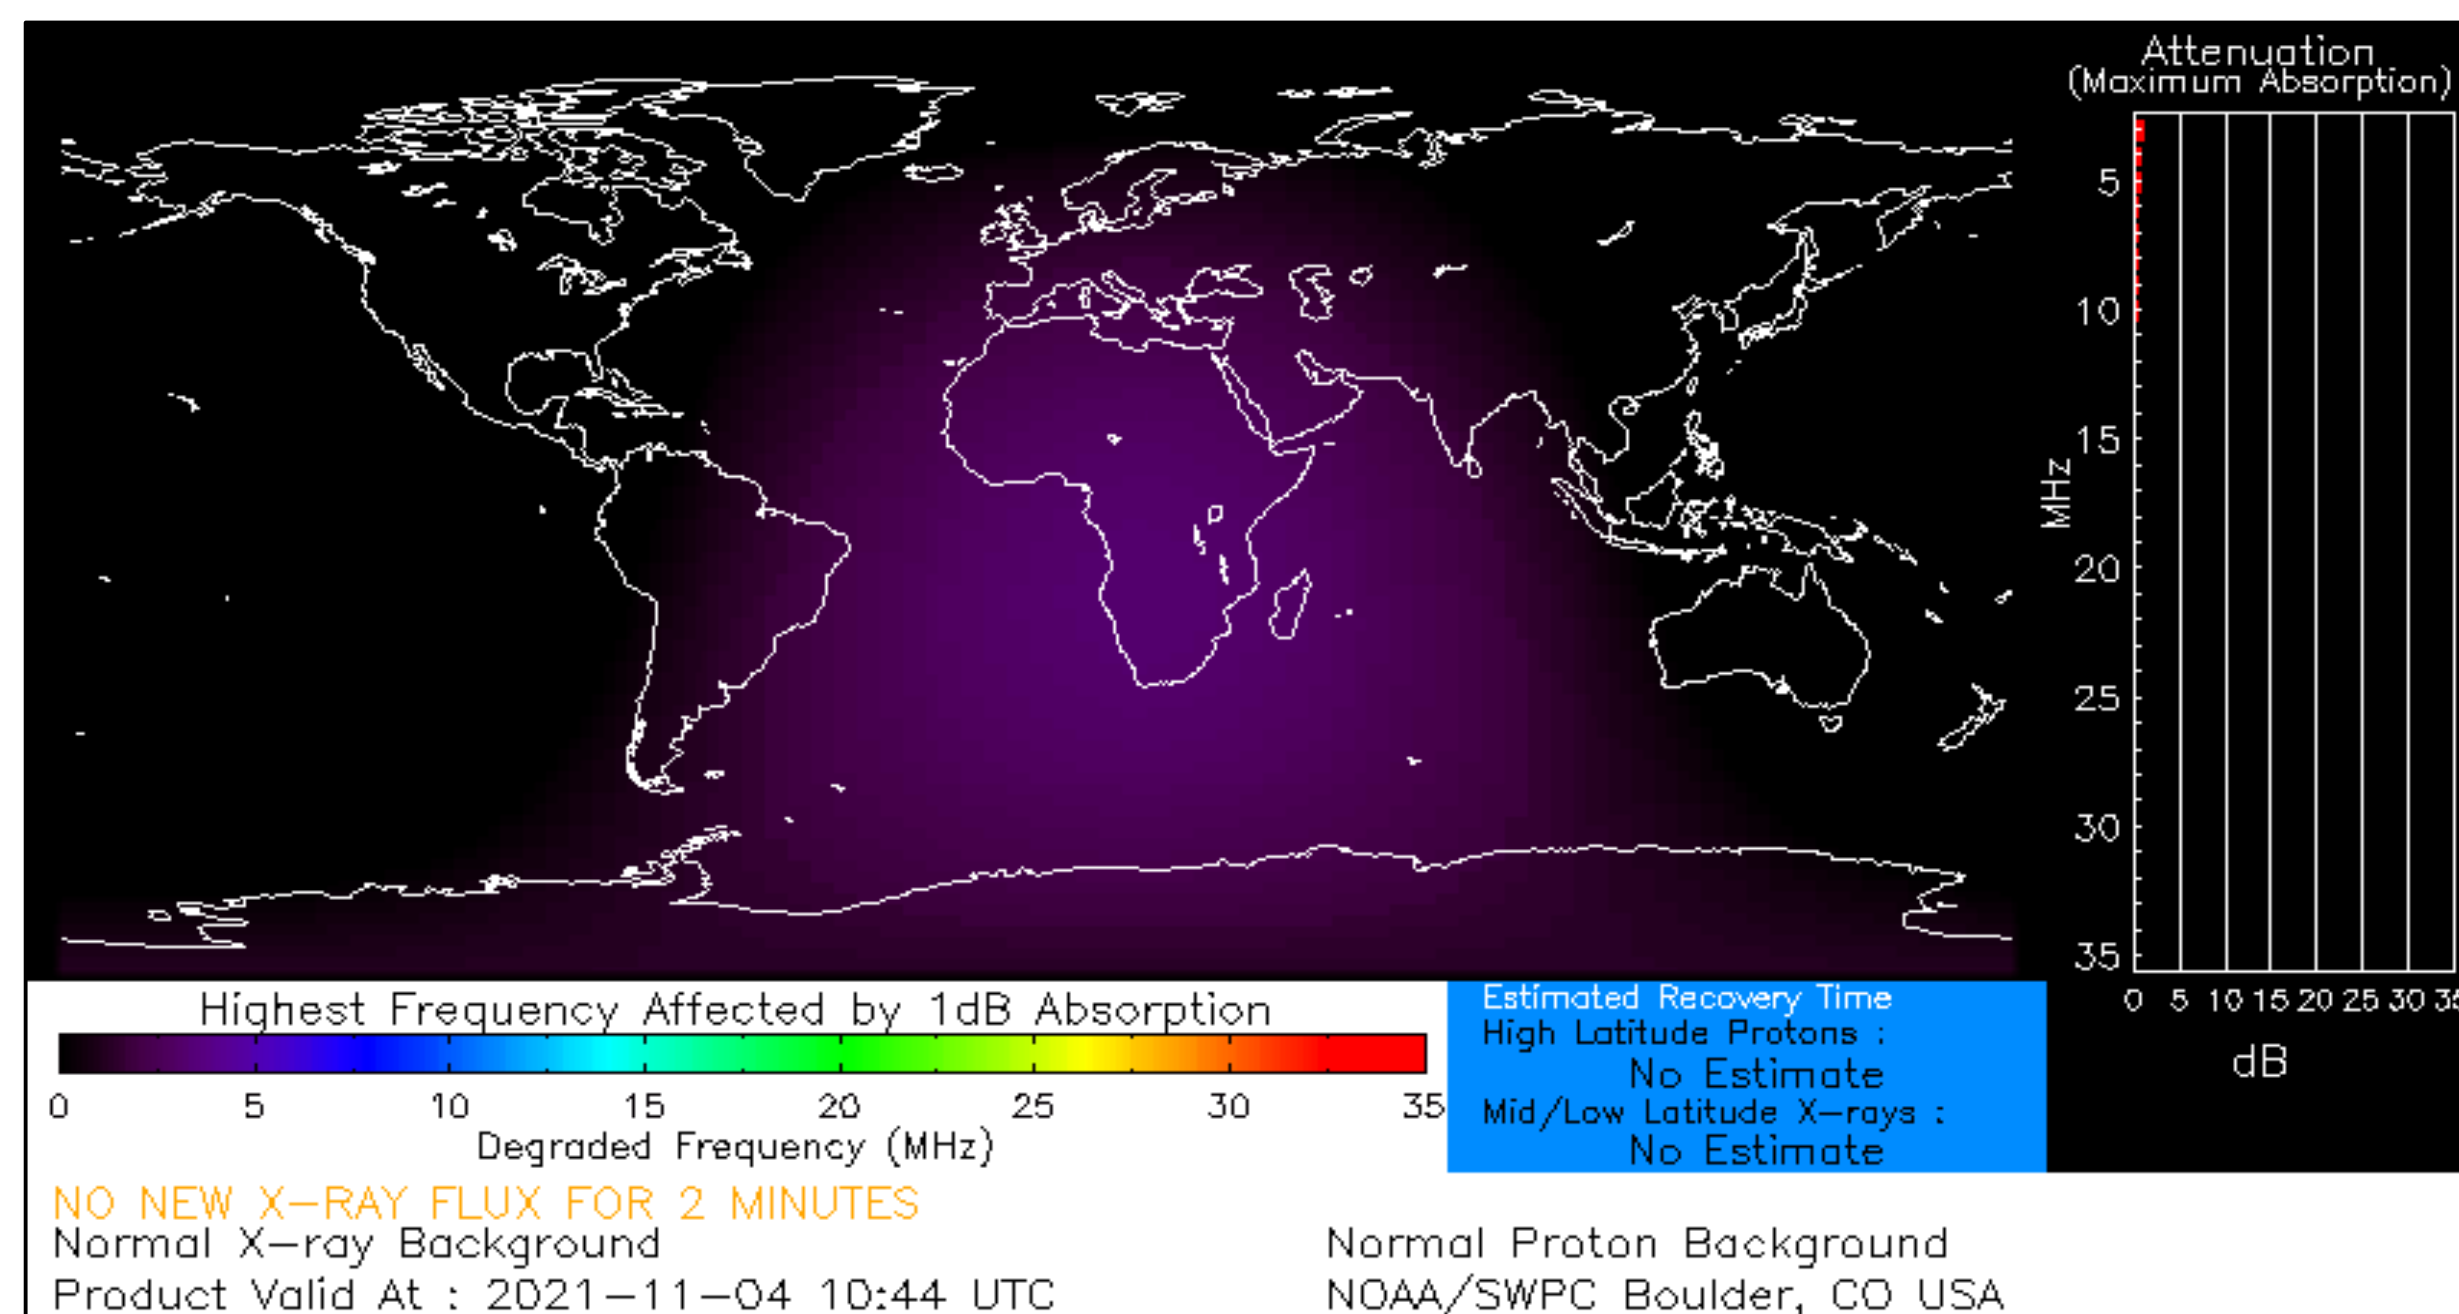 Attenuation
(Maximum Absorption)
5
10
15
20
25
30
35
MHz
0 5 10 15 20 25 30 35
dB
Highest Frequency Affected by 1dB Absorption
0 5 10 15 20 25 30 35
Degraded Frequency (MHz)
Estimated Recovery Time
High Latitude Protons :
No Estimate
Mid/Low Latitude X-rays :
No Estimate
NO NEW X-RAY FLUX FOR 2 MINUTES
Normal X-ray Background
Normal Proton Background
Product Valid At : 2021-11-04 10:44 UTC
NOAA/SWPC Boulder, CO USA